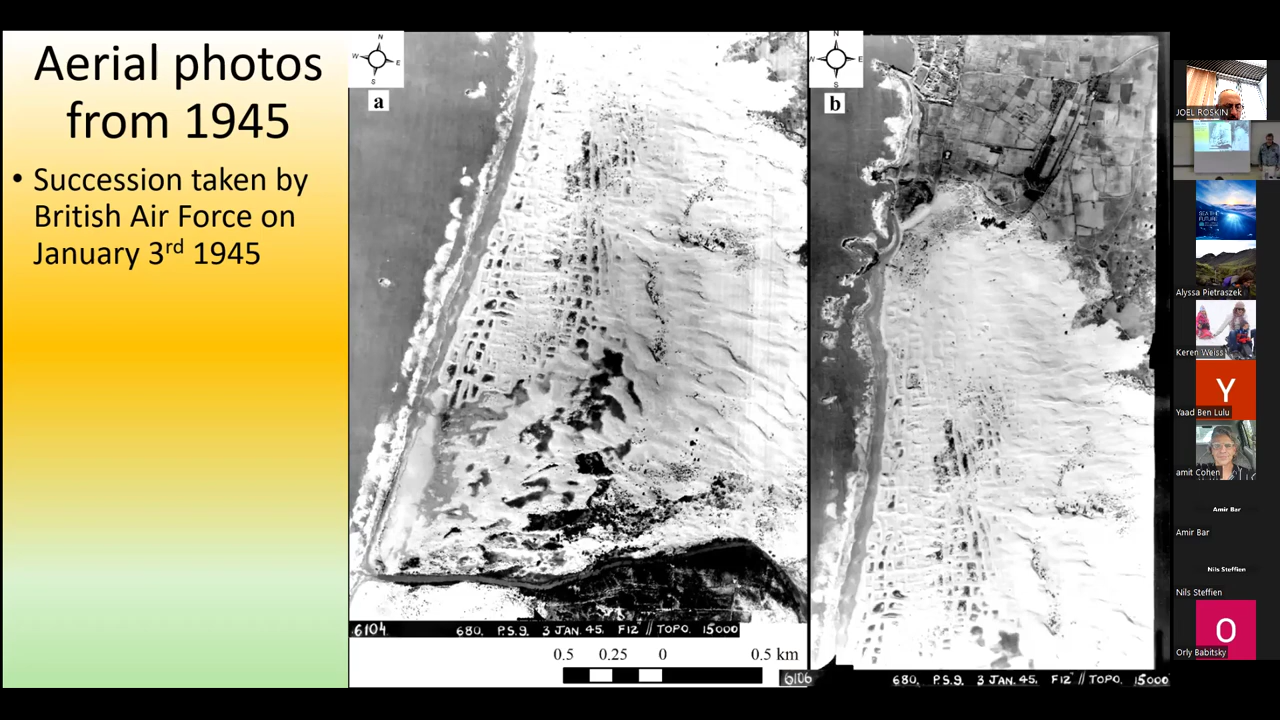 Aerial photos
from 1945
• Succession taken by
British Air Force on
January 3rd 1945
N
W E
S
a
6104 680. P.S.9. 3 JAN. 45. F12" // TOPO. 15000
0.5 0.25 0 0.5 km
N
W E
S
b
6106 680. P.S.9. 3 JAN. 45. F12" // TOPO. 15000
JOEL ROSKIN
SEA THE
FUTURE
Alyssa Pietraszek
Keren Weiss
Y
Yaad Ben Lulu
amit Cohen
Amir Bar
Amir Bar
Nils Steffien
Nils Steffien
O
Orly Babitsky